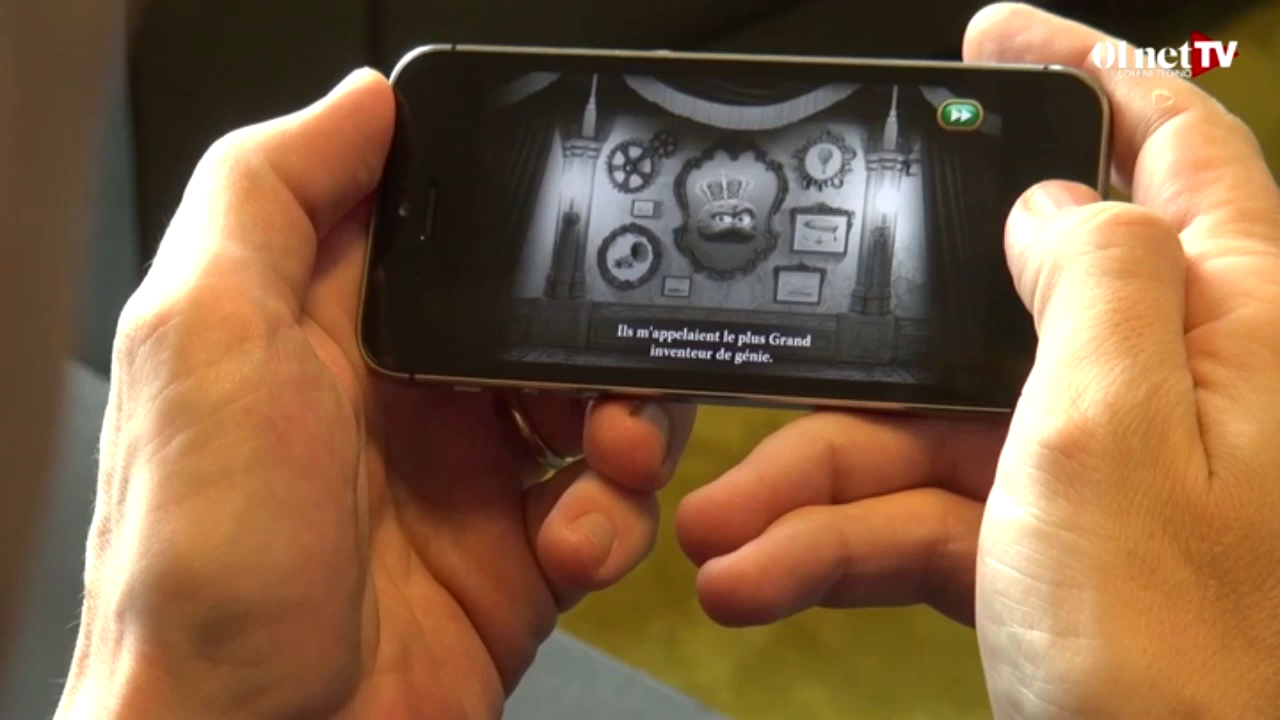 01netTV
Ils m'appelaient le plus Grand
inventeur de génie.